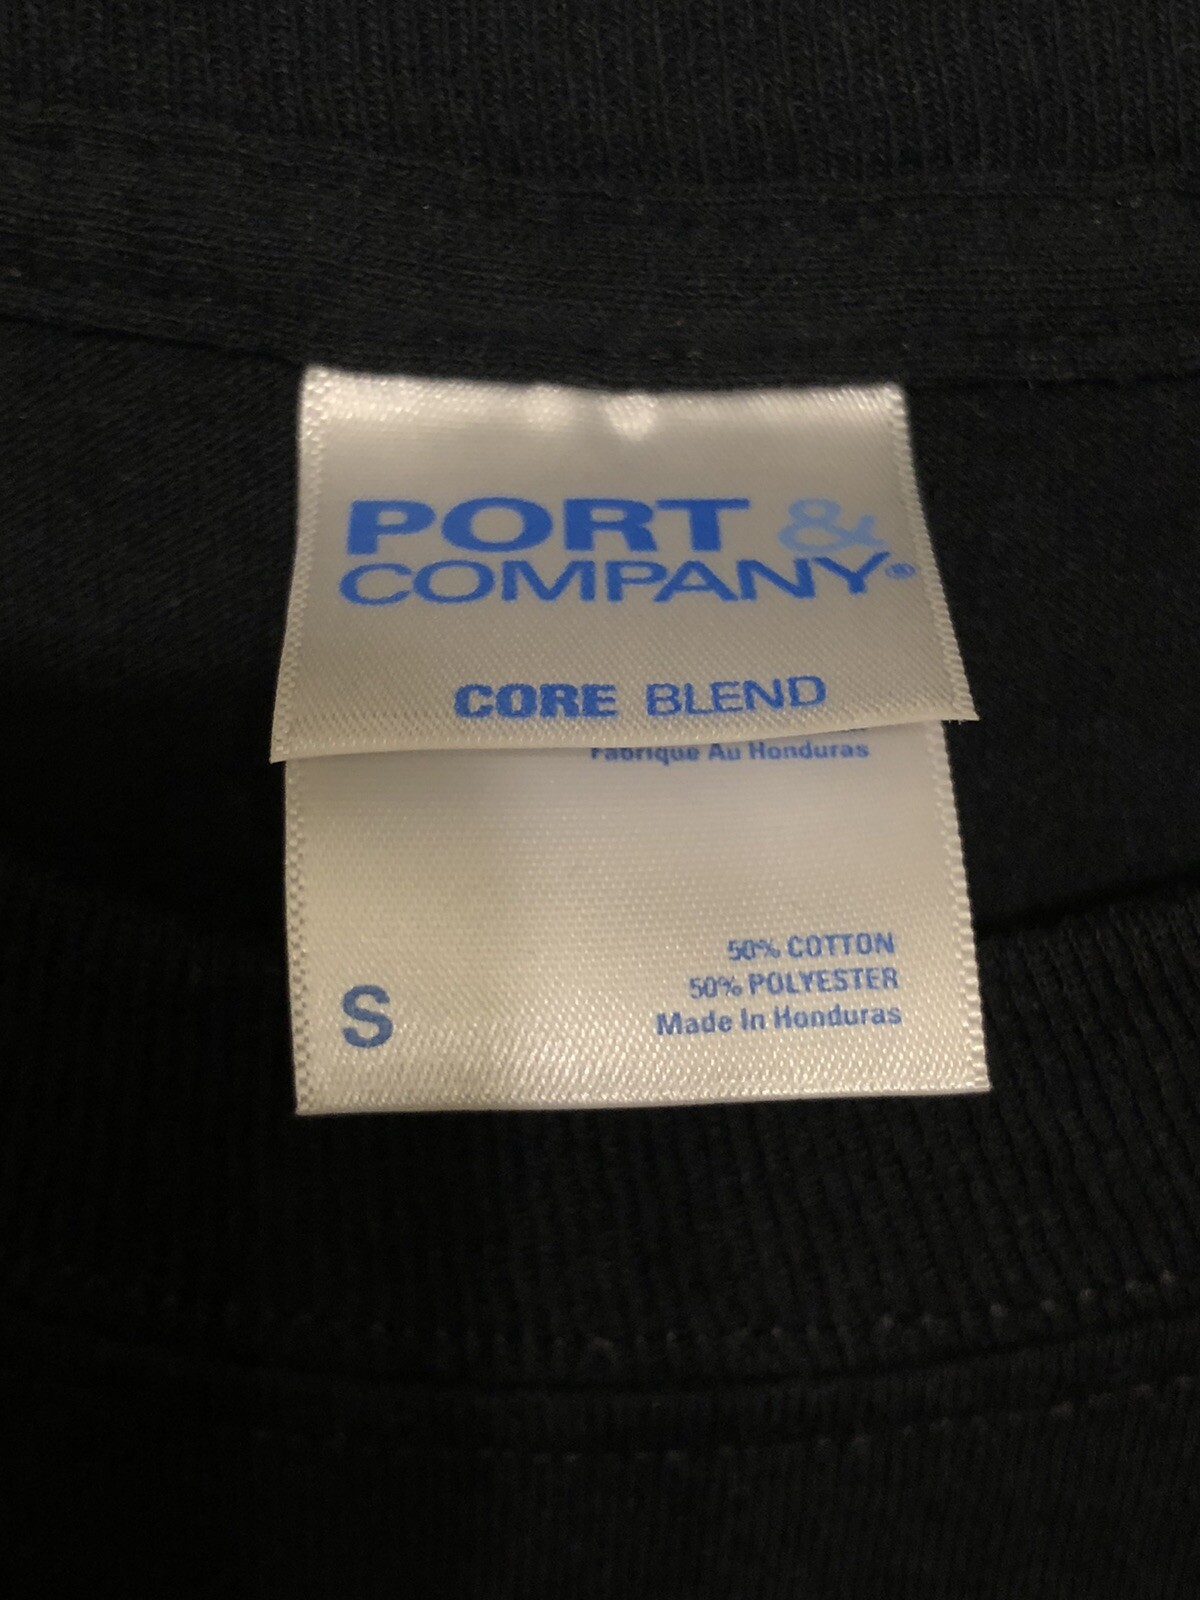 PORT &
COMPANY®
CORE BLEND
Fabrique Au Honduras
50% COTTON
50% POLYESTER
Made In Honduras
S